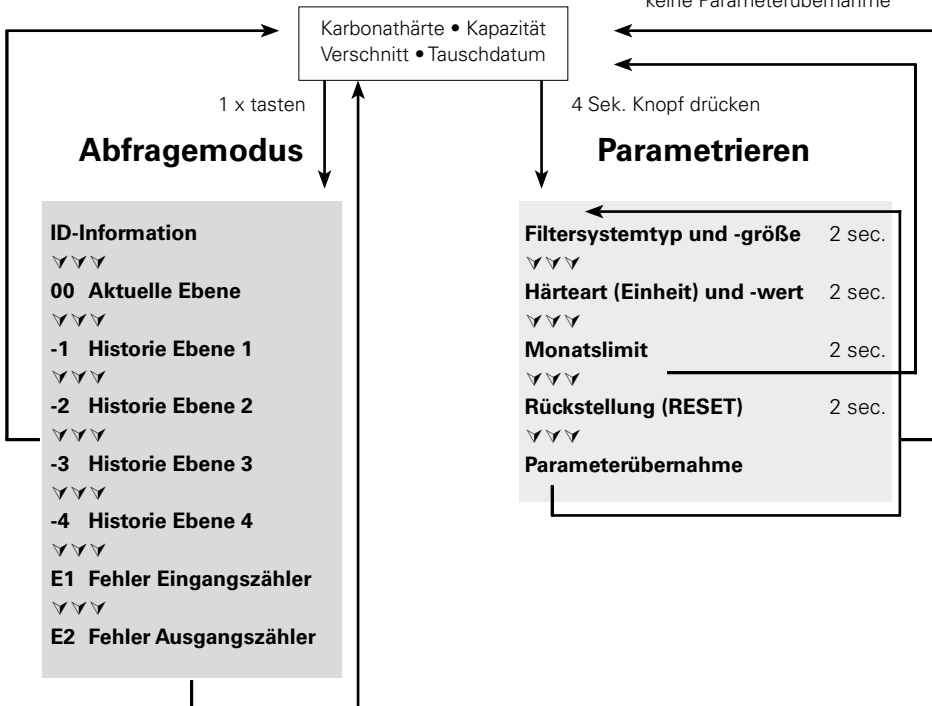 keine Parameterübernahme
Karbonathärte • Kapazität
Verschnitt • Tauschdatum
1 x tasten
4 Sek. Knopf drücken
Abfragemodus
Parametrieren
ID-Information
00 Aktuelle Ebene
-1 Historie Ebene 1
-2 Historie Ebene 2
-3 Historie Ebene 3
-4 Historie Ebene 4
E1 Fehler Eingangszähler
E2 Fehler Ausgangszähler
Filtersystemtyp und -größe 2 sec.
Härteart (Einheit) und -wert 2 sec.
Monatslimit 2 sec.
Rückstellung (RESET) 2 sec.
Parameterübernahme